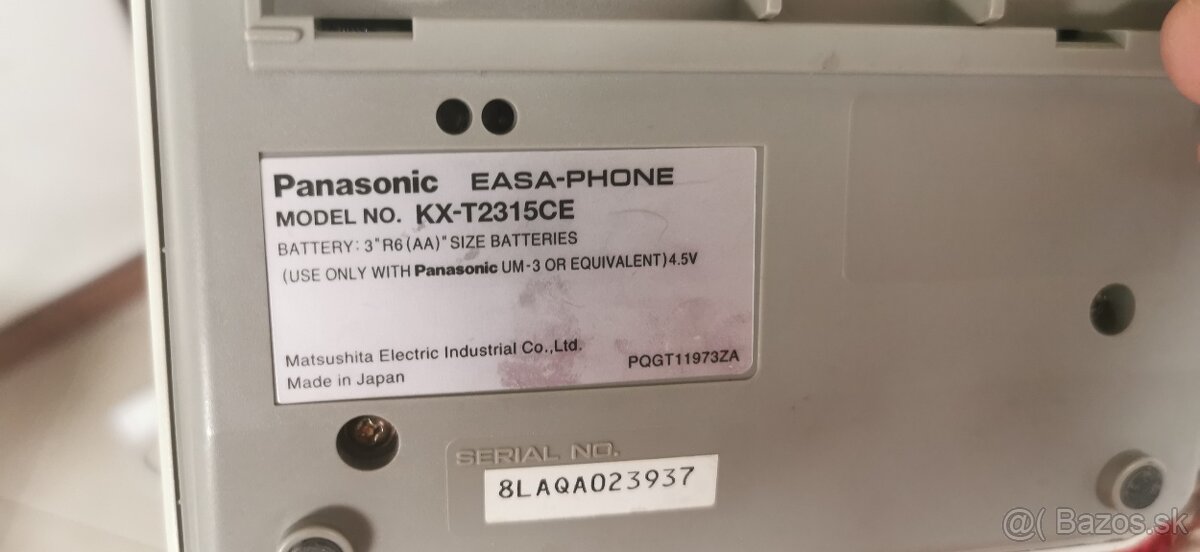 Panasonic EASA-PHONE
MODEL NO. KX-T2315CE
BATTERY: 3"R6(AA)" SIZE BATTERIES
(USE ONLY WITH Panasonic UM-3 OR EQUIVALENT)4.5V
Matsushita Electric Industrial Co.,Ltd.
Made in Japan
PQGT11973ZA
SERIAL NO.
8LAQA023937
@( Bazos.sk